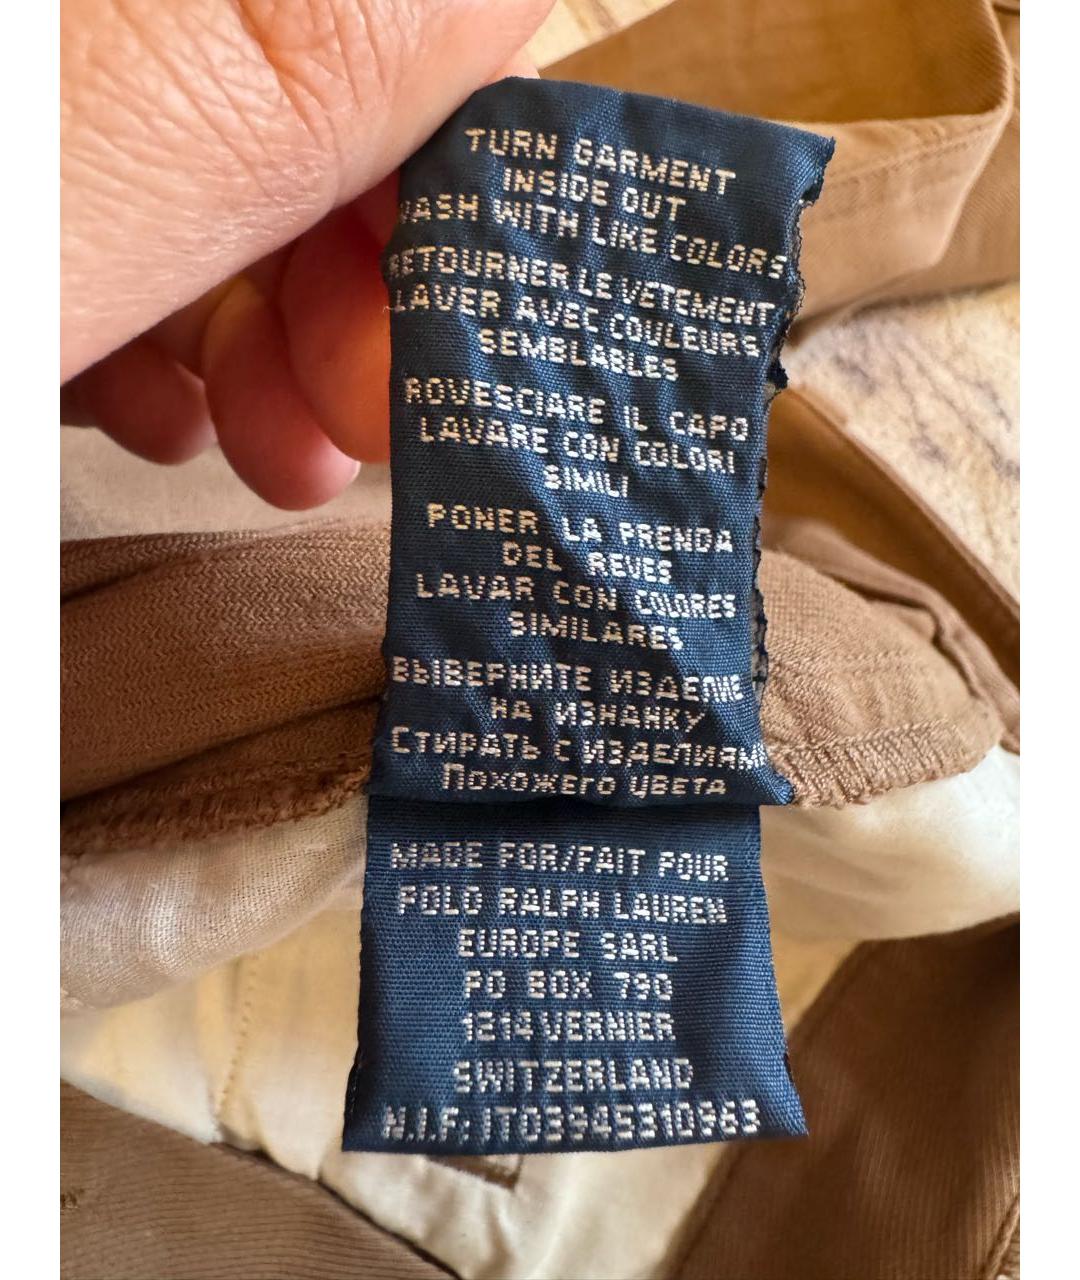 TURN GARMENT
INSIDE OUT
WASH WITH LIKE COLORS
RETOURNER LE VETEMENT
LAVER AVEC COULEURS
SEMBLABLES
ROVESCIARE IL CAPO
LAVARE CON COLORI
SIMILI
PONER LA PRENDA
DEL REVES
LAVAR CON COLORES
SIMILARES
ВЫВЕРНИТЕ ИЗДЕЛИЕ
НА ИЗНАНКУ
СТИРАТЬ С ИЗДЕЛИЯМ
ПОХОЖЕГО ЦВЕТА
MADE FOR/FAIT POUR
POLO RALPH LAUREN
EUROPE SARL
PO BOX 790
1214 VERNIER
SWITZERLAND
N.I.F: IT03945310963